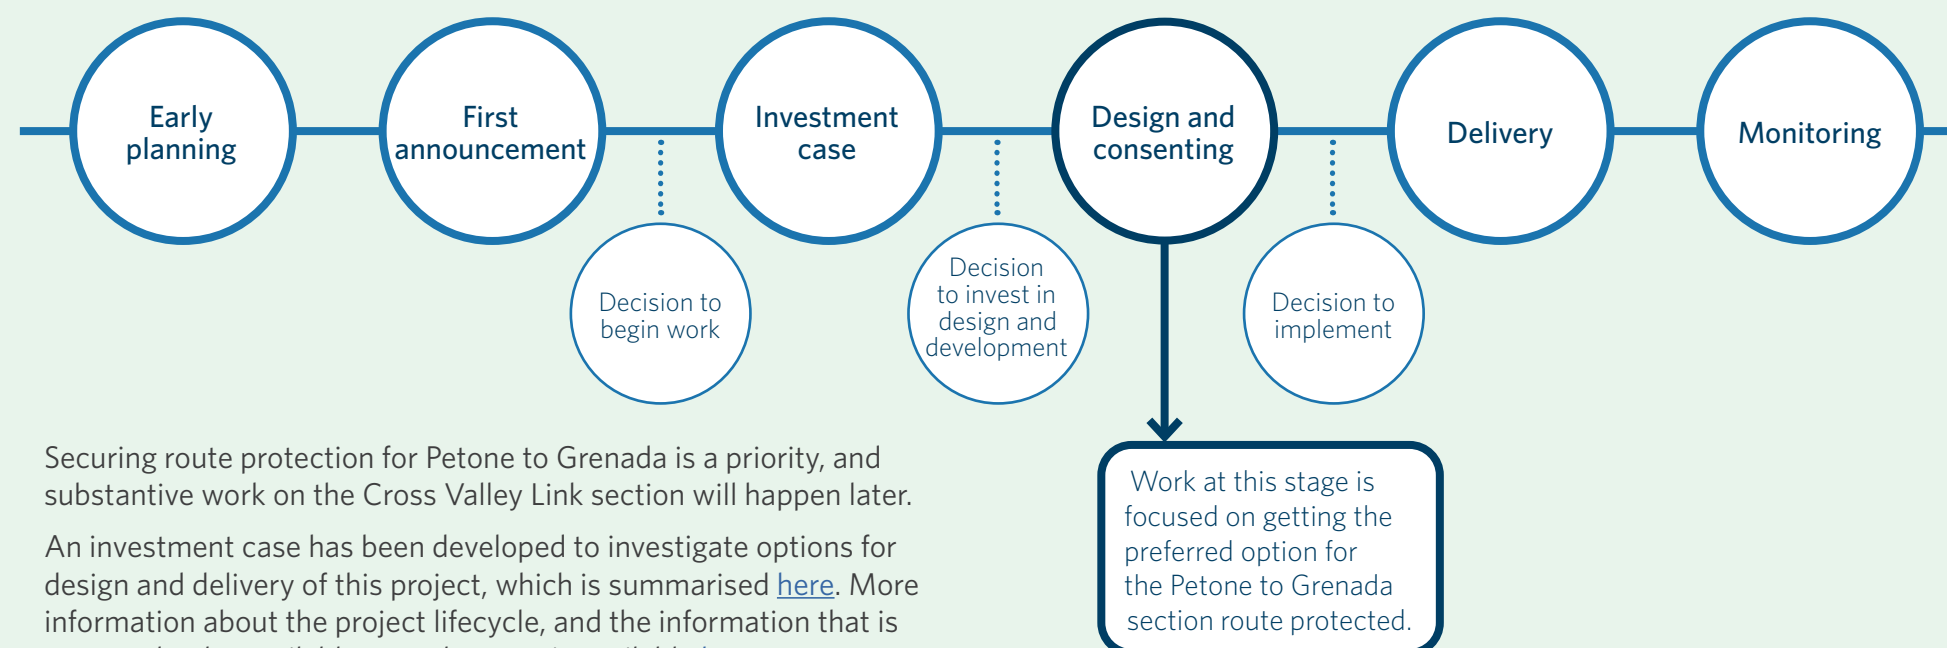 Early
planning
First
announcement
Investment
case
Design and
consenting
Delivery
Monitoring
Decision to
begin work
Decision
to invest in
design and
development
Decision to
implement
Securing route protection for Petone to Grenada is a priority, and
substantive work on the Cross Valley Link section will happen later.
An investment case has been developed to investigate options for
design and delivery of this project, which is summarised here. More
information about the project lifecycle, and the information that is
Work at this stage is
focused on getting the
preferred option for
the Petone to Grenada
section route protected.